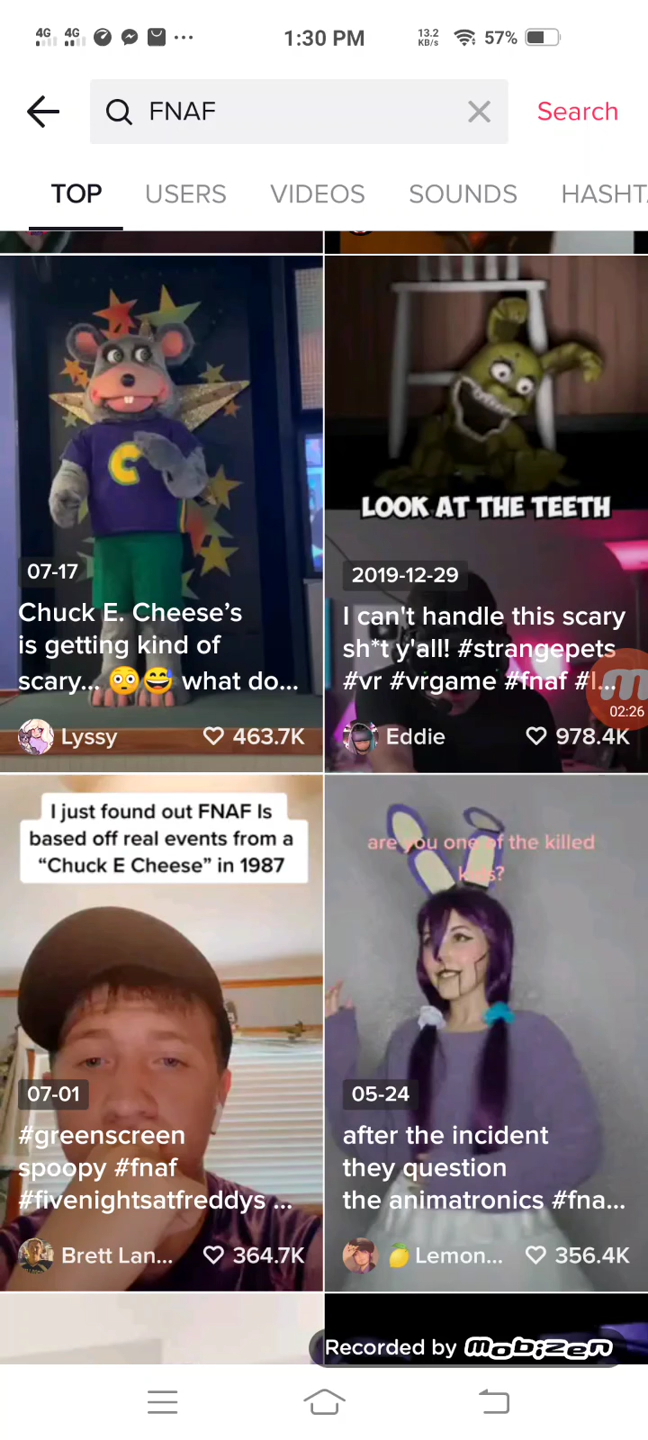 4G 4G
1:30 PM
13.2
KB/s
57%
FNAF
Search
TOP
USERS
VIDEOS
SOUNDS
HASHTA
C
07-17
Chuck E. Cheese’s
is getting kind of
scary... 😳😅 what do...
Lyssy
463.7K
LOOK AT THE TEETH
2019-12-29
I can't handle this scary
sh*t y'all! #strangepets
#vr #vrgame #fnaf #l...
Eddie
978.4K
02:26
I just found out FNAF Is
based off real events from a
“Chuck E Cheese” in 1987
07-01
#greenscreen
spoopy #fnaf
#fivenightsatfreddys ...
Brett Lan...
364.7K
are you one of the killed
kids?
05-24
after the incident
they question
the animatronics #fna...
🍋Lemon...
356.4K
Recorded by Mobizen